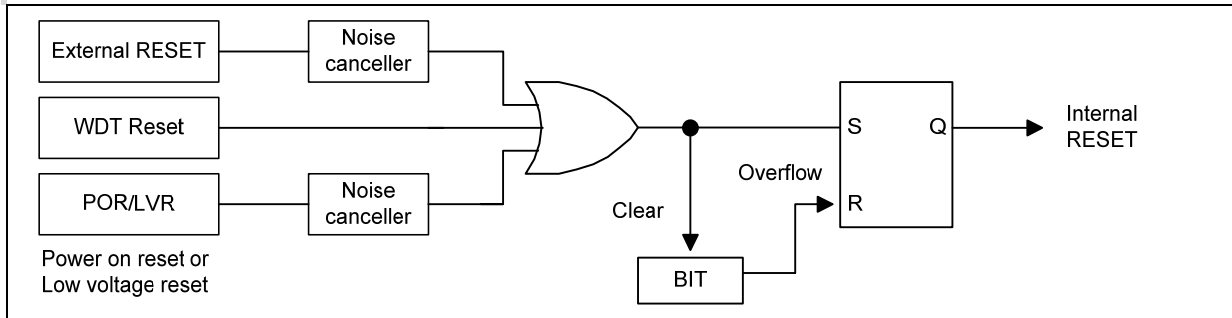 External RESET
Noise
canceller
WDT Reset
POR/LVR
Noise
canceller
Power on reset or
Low voltage reset
Clear
BIT
Overflow
S
Q
R
Internal
RESET